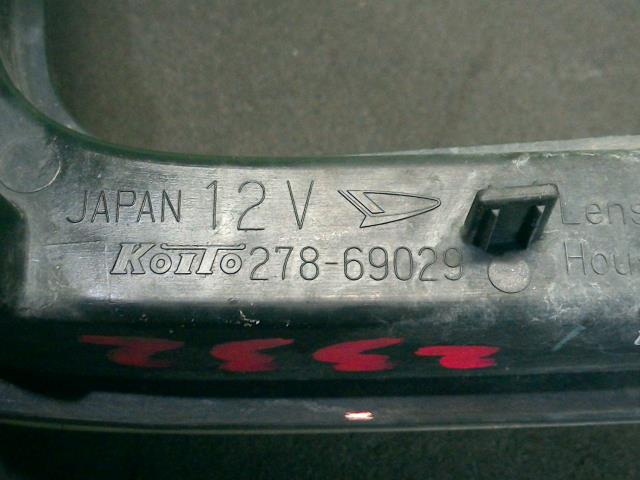 JAPAN 12V Lens
KOITO 278-69029 Hou